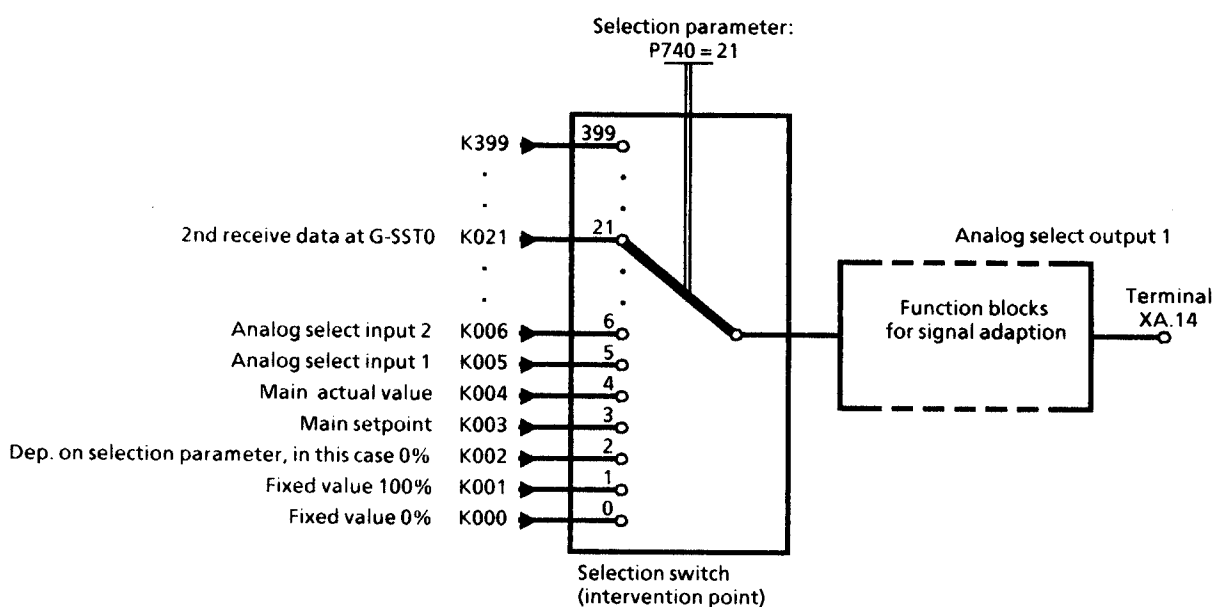 Selection parameter:
P740 = 21
K399 399
2nd receive data at G-SST0 K021 21
Analog select output 1
Function blocks
for signal adaption
Terminal
XA.14
Analog select input 2 K006 6
Analog select input 1 K005 5
Main actual value K004 4
Main setpoint K003 3
Dep. on selection parameter, in this case 0% K002 2
Fixed value 100% K001 1
Fixed value 0% K000 0
Selection switch
(intervention point)